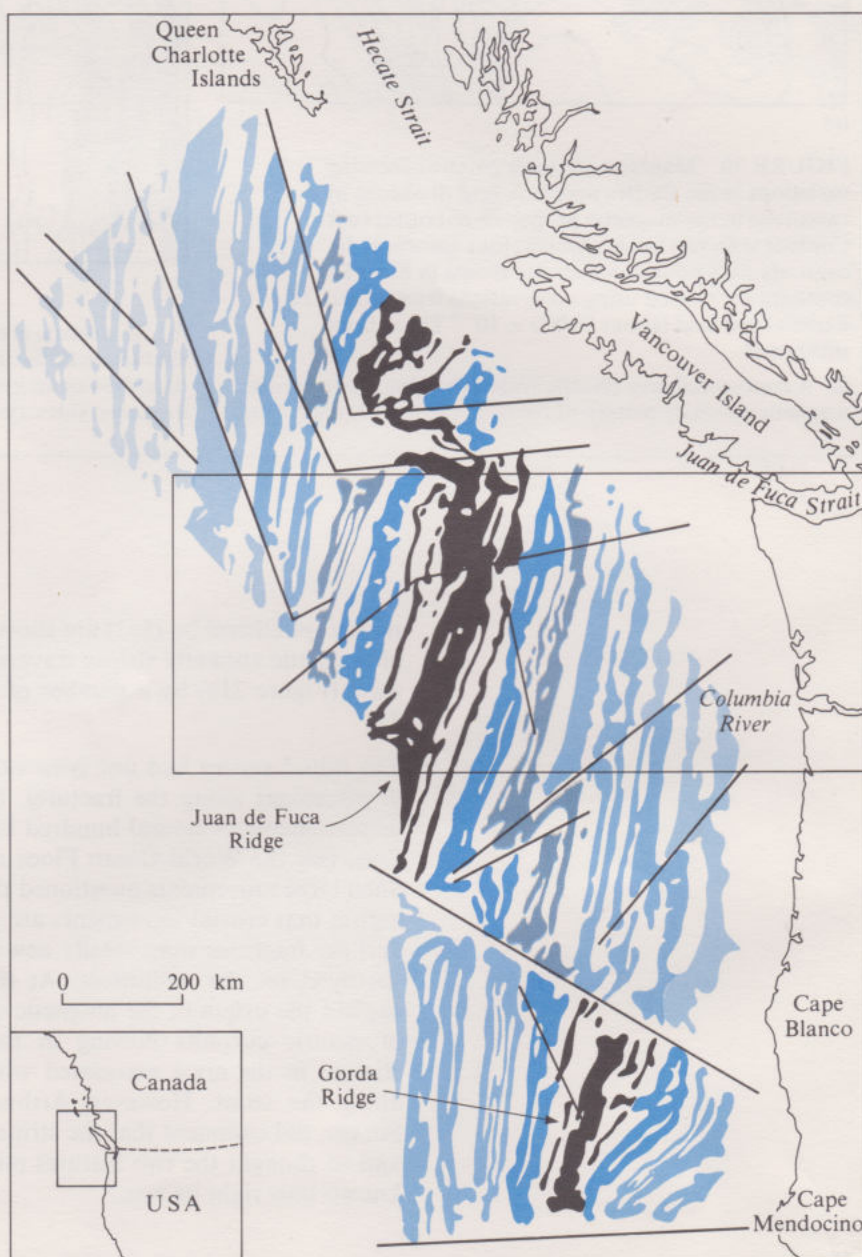 Queen
Charlotte
Islands
Hecate Strait
Vancouver Island
Juan de Fuca Strait
Columbia
River
Juan de Fuca
Ridge
0 200 km
Cape
Blanco
Canada
Gorda
Ridge
USA
Cape
Mendocino